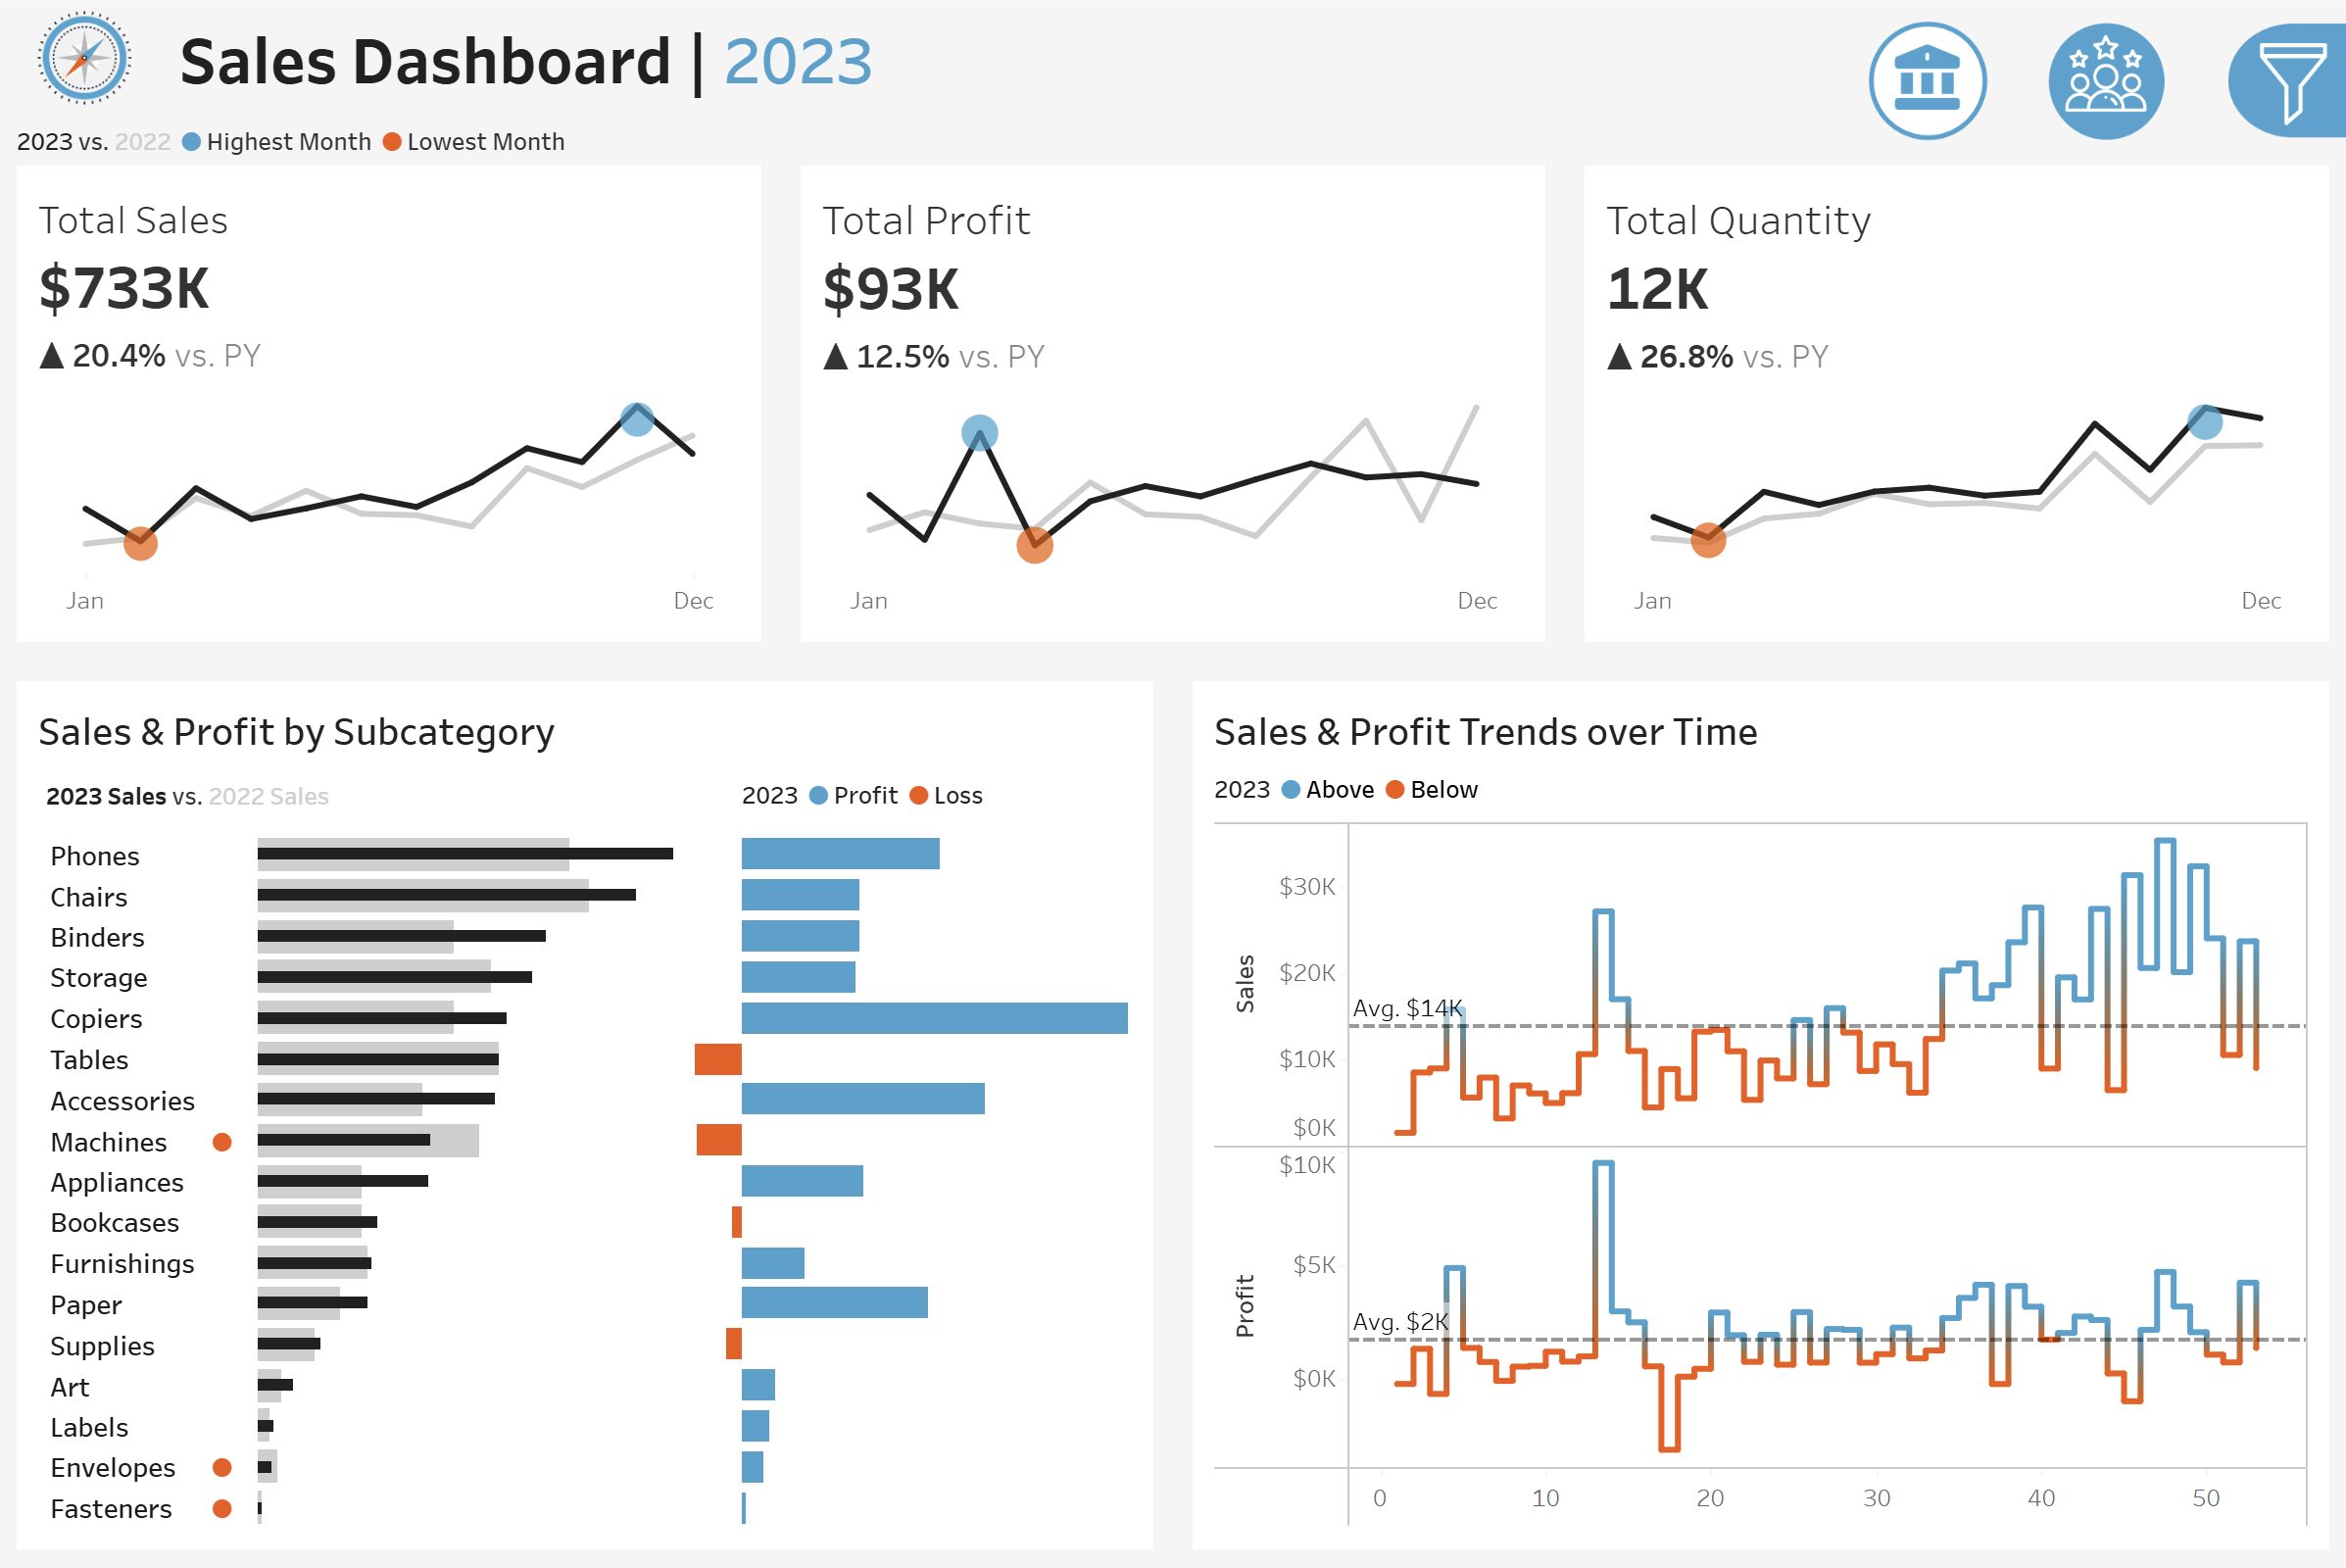 Sales Dashboard | 2023
2023 vs. 2022 Highest Month Lowest Month
Total Sales
$733K
▲ 20.4% vs. PY
Jan Dec
Total Profit
$93K
▲ 12.5% vs. PY
Jan Dec
Total Quantity
12K
▲ 26.8% vs. PY
Jan Dec
Sales & Profit by Subcategory
2023 Sales vs. 2022 Sales
2023 Profit Loss
Phones
Chairs
Binders
Storage
Copiers
Tables
Accessories
Machines
Appliances
Bookcases
Furnishings
Paper
Supplies
Art
Labels
Envelopes
Fasteners
Sales & Profit Trends over Time
2023 Above Below
Sales
$30K
$20K
Avg. $14K
$10K
$0K
Profit
$10K
$5K
Avg. $2K
$0K
0 10 20 30 40 50